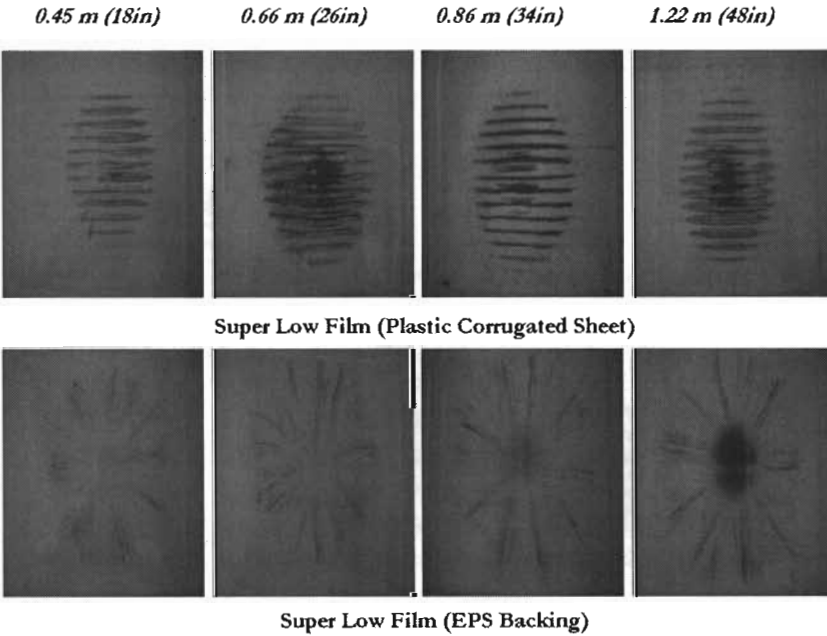 0.45 m (18in) 0.66 m (26in) 0.86 m (34in) 1.22 m (48in)
Super Low Film (Plastic Corrugated Sheet)
Super Low Film (EPS Backing)